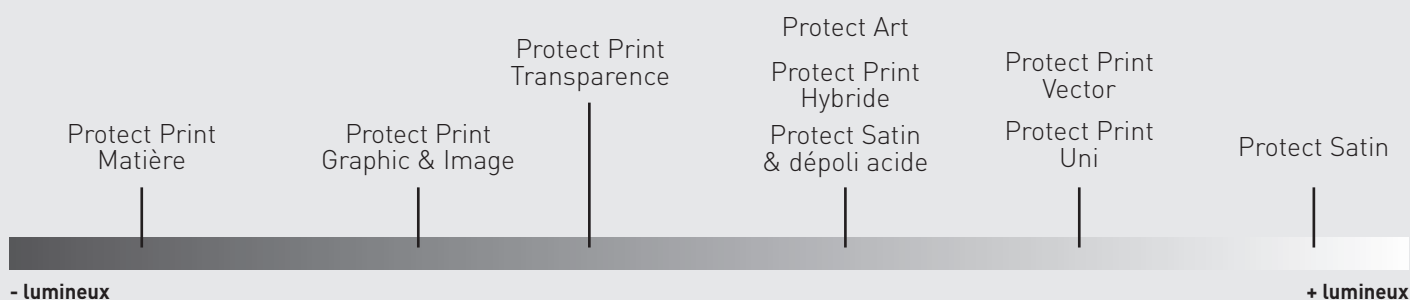 Protect Print
Matière
Protect Print
Graphic & Image
Protect Print
Transparence
Protect Art
Protect Print
Hybride
Protect Satin
& dépoli acide
Protect Print
Vector
Protect Print
Uni
Protect Satin
- lumineux
+ lumineux